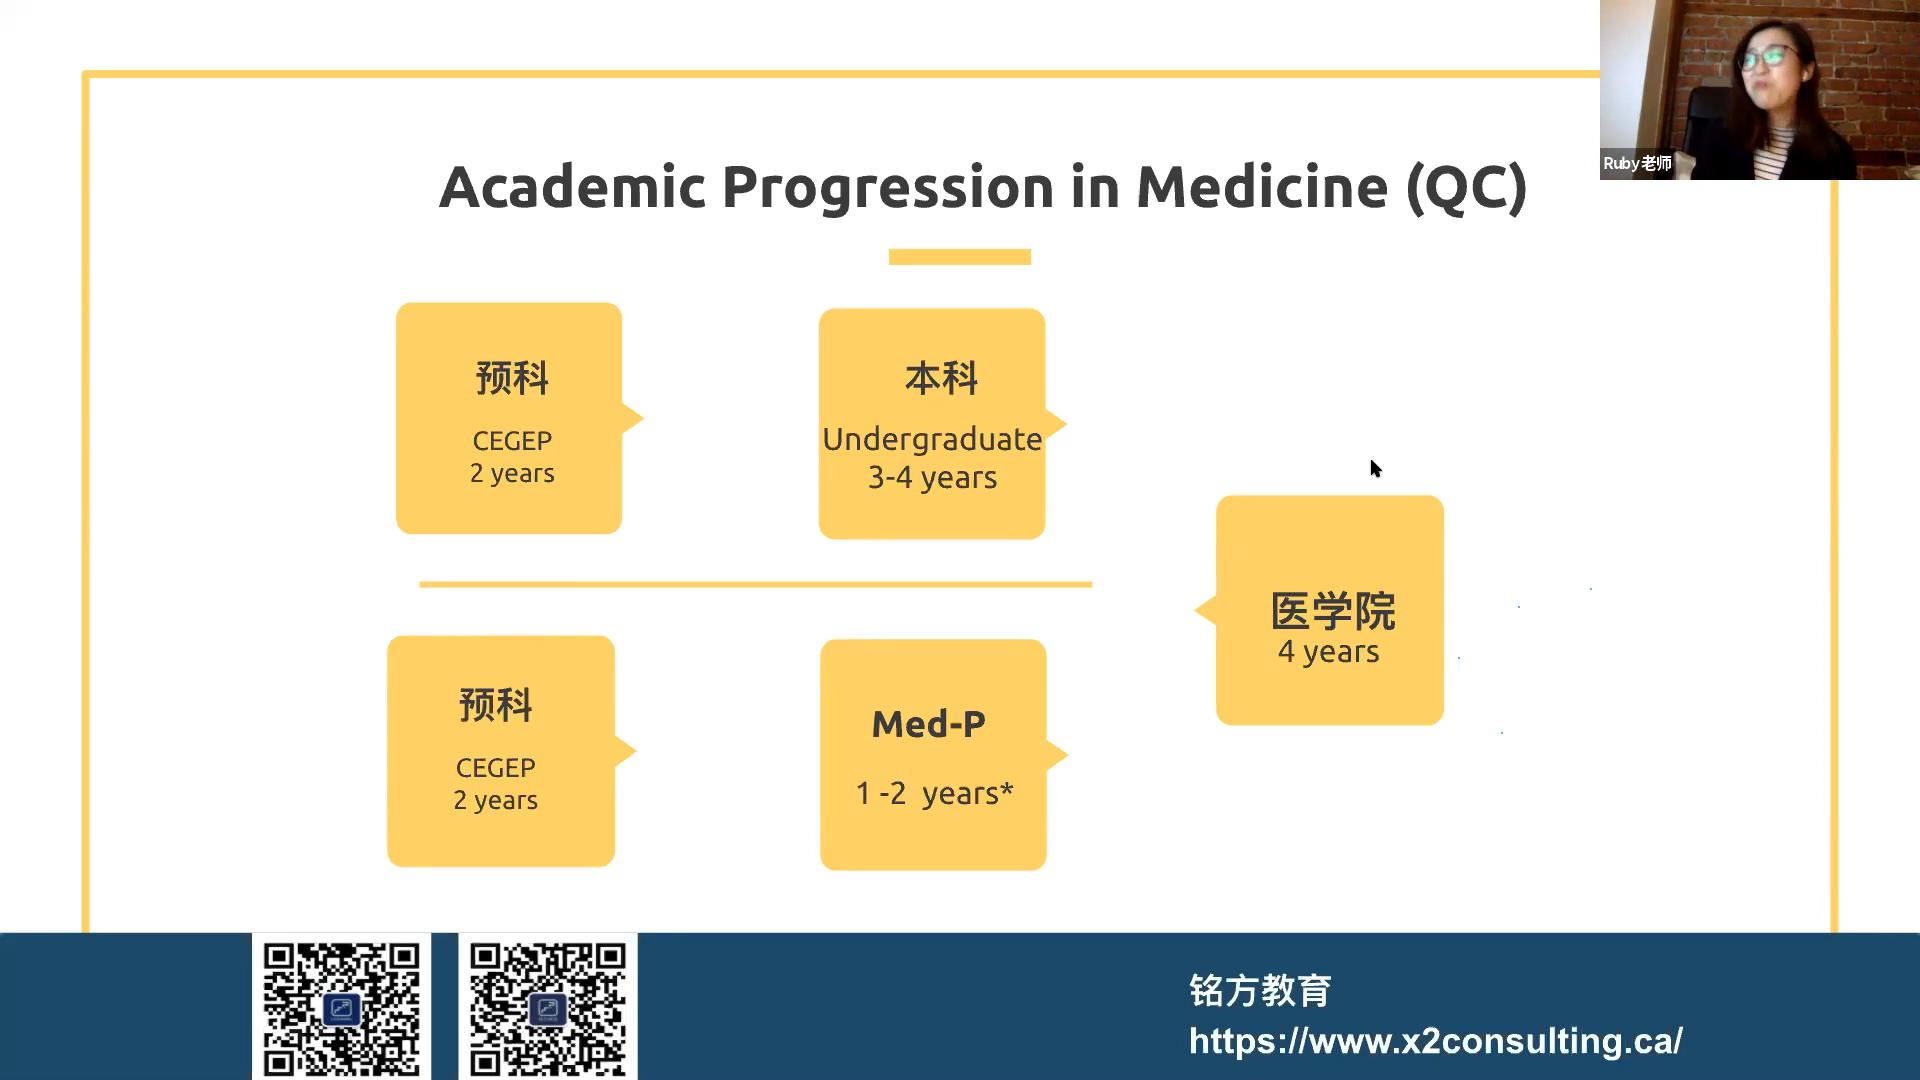 Ruby老师
Academic Progression in Medicine (QC)
预科
CEGEP
2 years
本科
Undergraduate
3-4 years
预科
CEGEP
2 years
Med-P
1 -2 years*
医学院
4 years
铭方教育
https://www.x2consulting.ca/